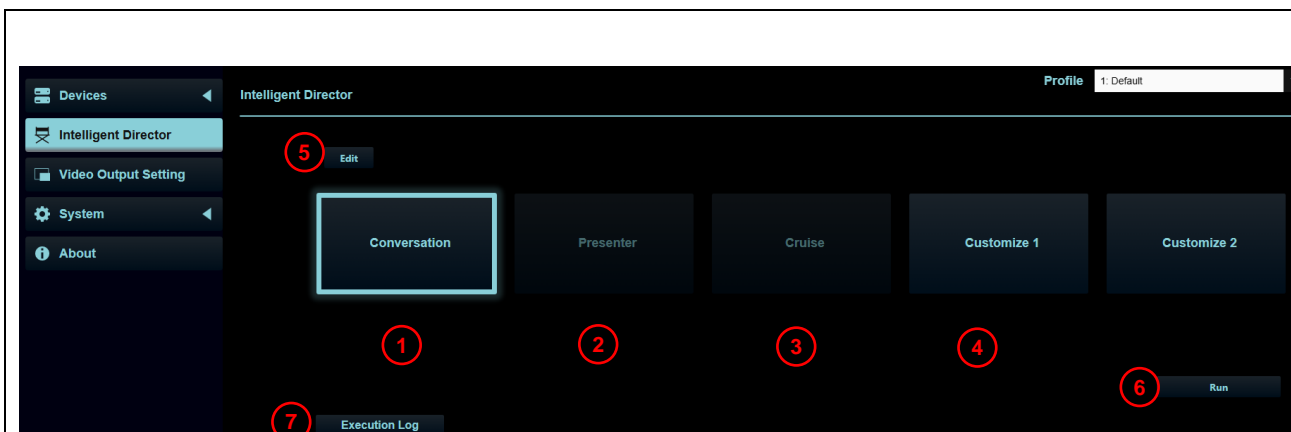 Profile 1: Default
Devices
Intelligent Director
Intelligent Director
Video Output Setting
System
About
5 Edit
Conversation Presenter Cruise Customize 1 Customize 2
1 2 3 4
6 Run
7 Execution Log